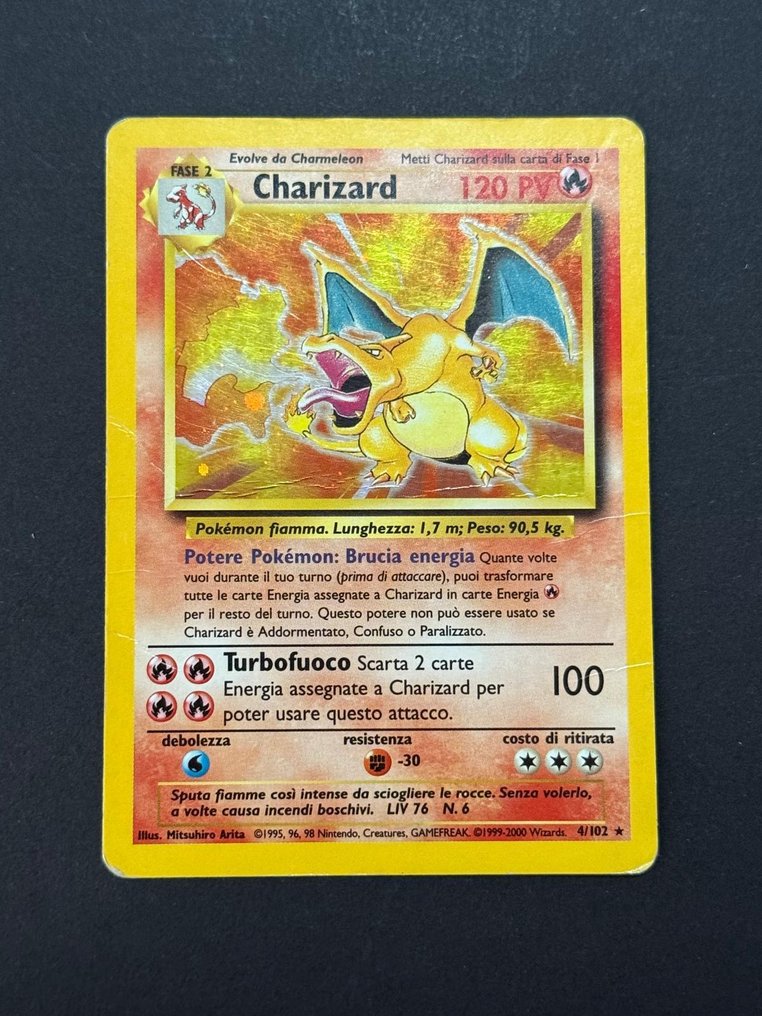 Evolve da Charmeleon Metti Charizard sulla carta di Fase 1
FASE 2
Charizard 120 PV
Pokémon fiamma. Lunghezza: 1,7 m; Peso: 90,5 kg.
Potere Pokémon: Brucia energia Quante volte
vuoi durante il tuo turno (prima di attaccare), puoi trasformare
tutte le carte Energia assegnate a Charizard in carte Energia
per il resto del turno. Questo potere non può essere usato se
Charizard è Addormentato, Confuso o Paralizzato.
Turbofuoco Scarta 2 carte
Energia assegnate a Charizard per
poter usare questo attacco.
100
debolezza resistenza costo di ritirata
-30
Sputa fiamme così intense da sciogliere le rocce. Senza volerlo,
a volte causa incendi boschivi. LIV 76 N. 6
Illus. Mitsuhiro Arita ©1995, 96, 98 Nintendo, Creatures, GAMEFREAK. ©1999-2000 Wizards. 4/102 ★